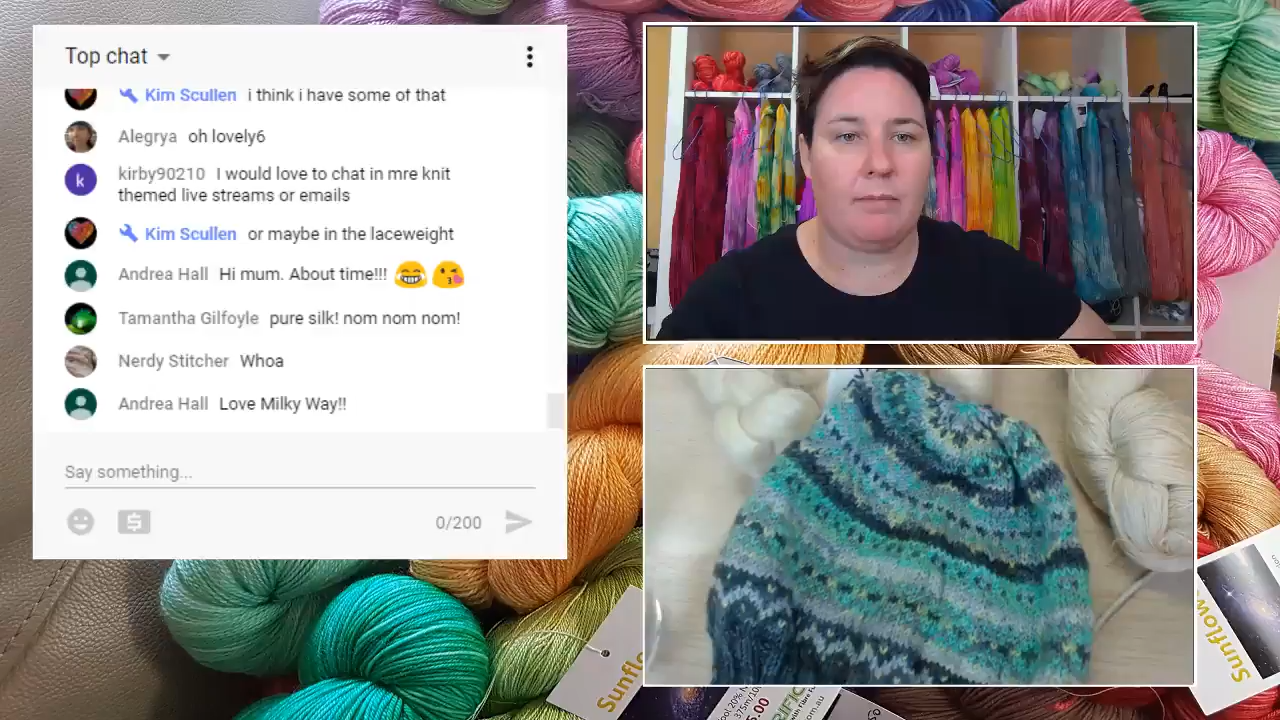 Top chat
Kim Scullen i think i have some of that
Alegrya oh lovely6
kirby90210 I would love to chat in mre knit
themed live streams or emails
Kim Scullen or maybe in the laceweight
Andrea Hall Hi mum. About time!!! 😂 😘
Tamantha Gilfoyle pure silk! nom nom nom!
Nerdy Stitcher Whoa
Andrea Hall Love Milky Way!!
Say something...
0/200